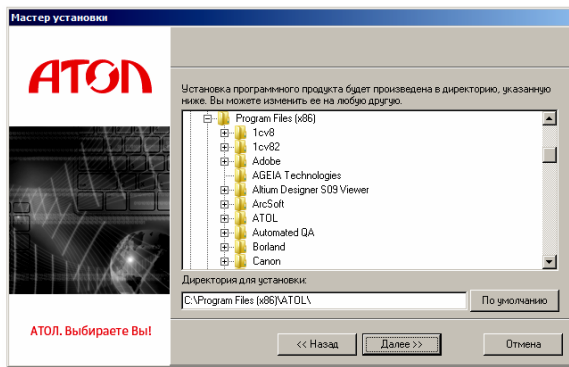 Мастер установки
АТОЛ
Установка программного продукта будет произведена в директорию, указанную
ниже. Вы можете изменить ее на любую другую.
Program Files (x86)
1cv8
1cv82
Adobe
AGEIA Technologies
Altium Designer S09 Viewer
ArcSoft
ATOL
Automated QA
Borland
Canon
Директория для установки:
C:\Program Files (x86)\ATOL\
По умолчанию
АТОЛ. Выбираете Вы!
<< Назад
Далее >>
Отмена